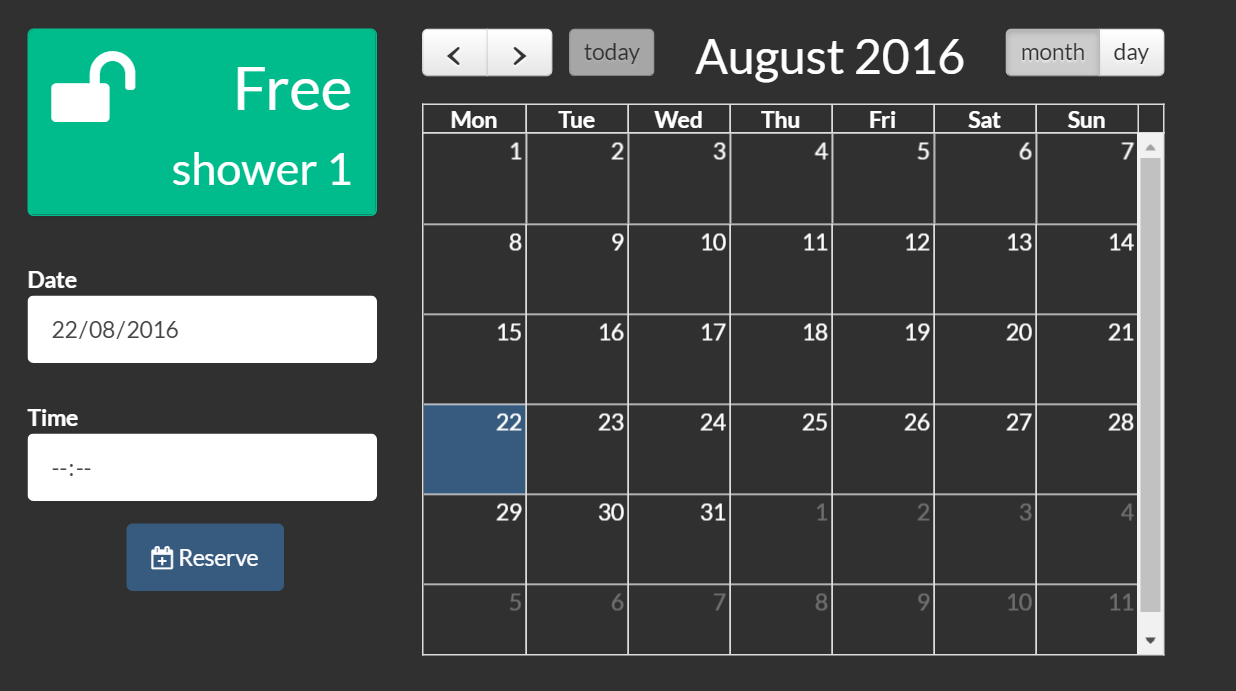 Free
shower 1
Date
22/08/2016
Time
--:--
Reserve
today
August 2016
month day
Mon Tue Wed Thu Fri Sat Sun
1 2 3 4 5 6 7
8 9 10 11 12 13 14
15 16 17 18 19 20 21
22 23 24 25 26 27 28
29 30 31 1 2 3 4
5 6 7 8 9 10 11